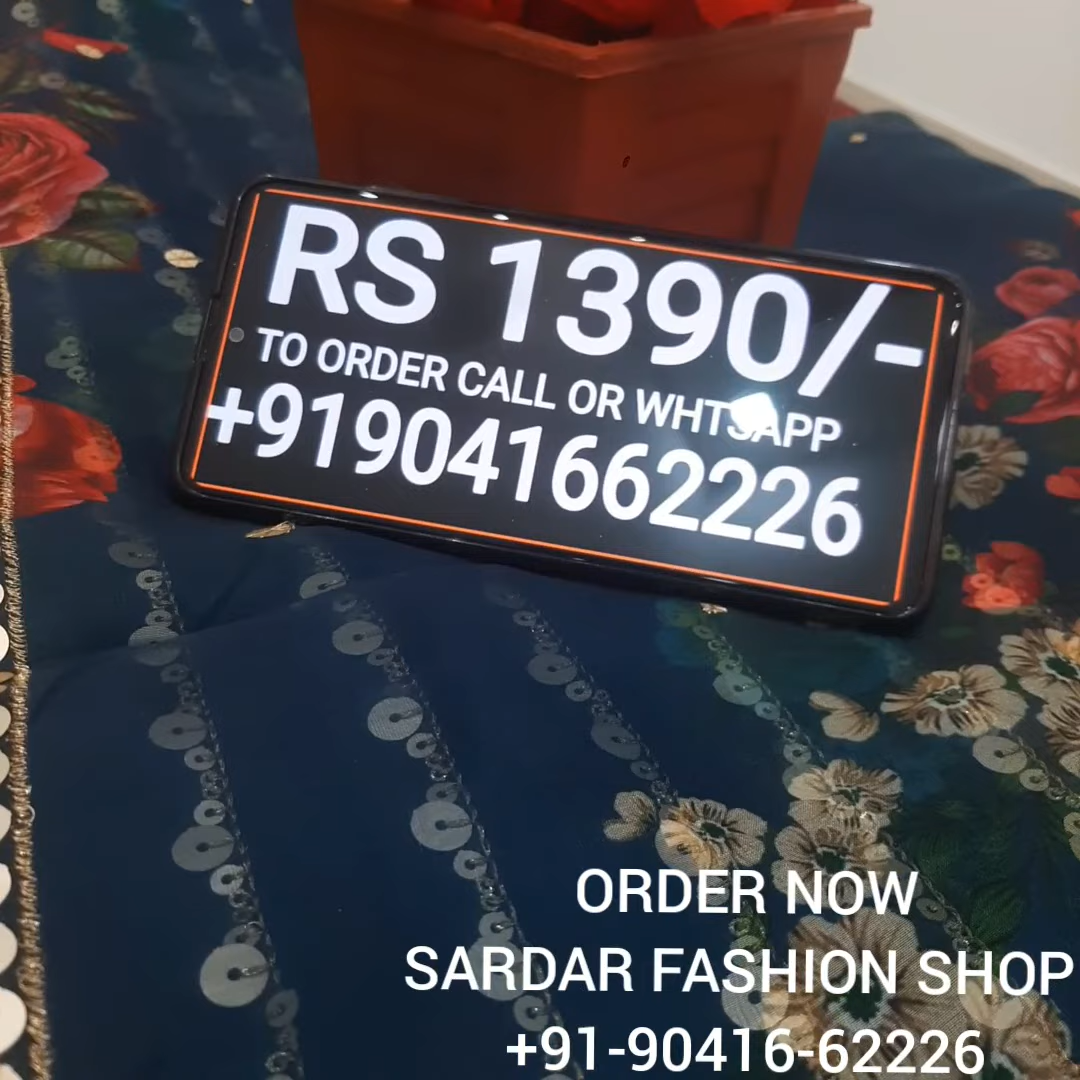 RS 1390/-
TO ORDER CALL OR WHTSAPP
+919041662226
ORDER NOW
SARDAR FASHION SHOP
+91-90416-62226